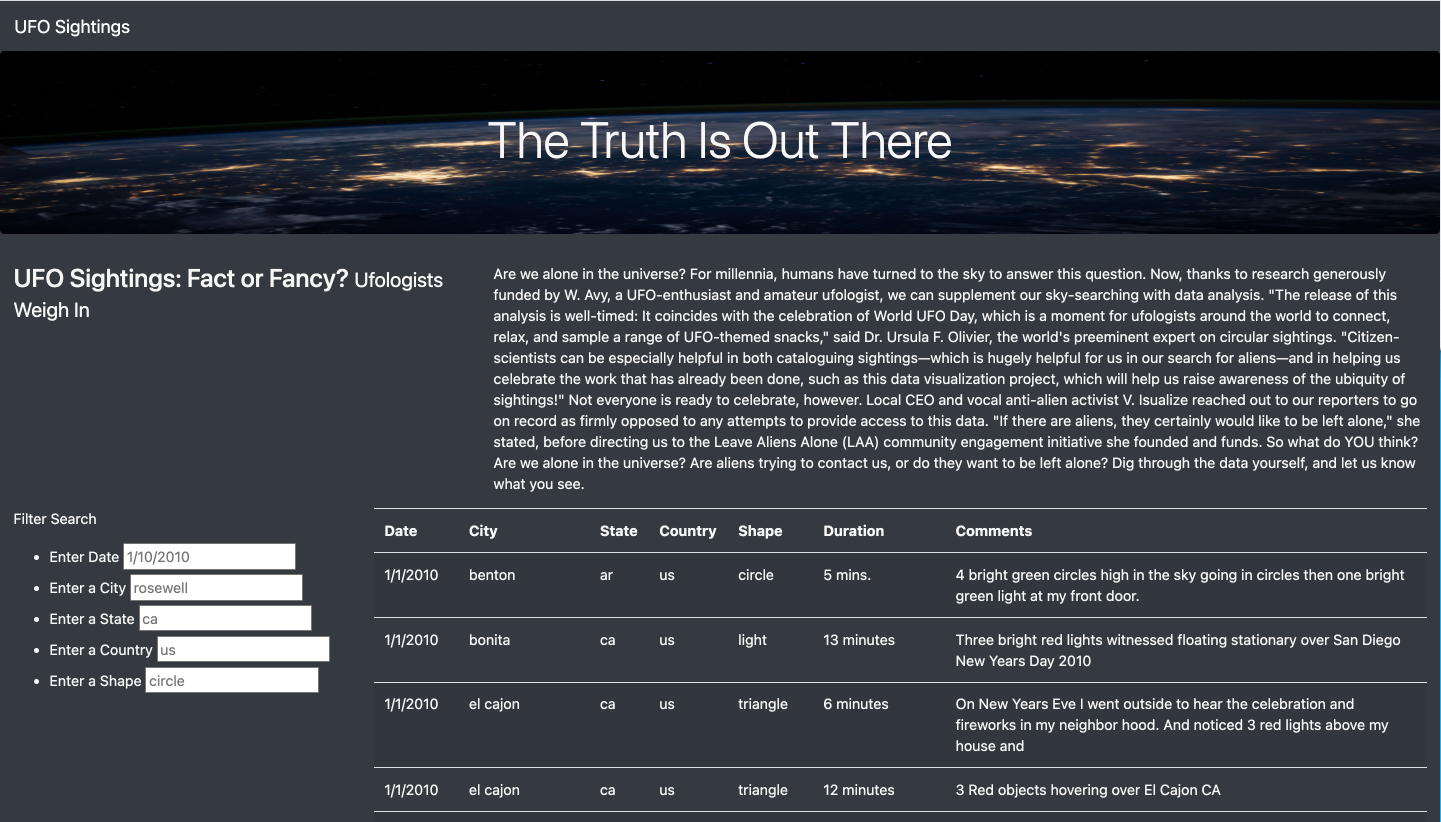 UFO Sightings
The Truth Is Out There
UFO Sightings: Fact or Fancy? Ufologists
Weigh In
Are we alone in the universe? For millennia, humans have turned to the sky to answer this question. Now, thanks to research generously
funded by W. Avy, a UFO-enthusiast and amateur ufologist, we can supplement our sky-searching with data analysis. "The release of this
analysis is well-timed: It coincides with the celebration of World UFO Day, which is a moment for ufologists around the world to connect,
relax, and sample a range of UFO-themed snacks," said Dr. Ursula F. Olivier, the world's preeminent expert on circular sightings. "Citizen-
scientists can be especially helpful in both cataloguing sightings—which is hugely helpful for us in our search for aliens—and in helping us
celebrate the work that has already been done, such as this data visualization project, which will help us raise awareness of the ubiquity of
sightings!" Not everyone is ready to celebrate, however. Local CEO and vocal anti-alien activist V. Isualize reached out to our reporters to go
on record as firmly opposed to any attempts to provide access to this data. "If there are aliens, they certainly would like to be left alone," she
stated, before directing us to the Leave Aliens Alone (LAA) community engagement initiative she founded and funds. So what do YOU think?
Are we alone in the universe? Are aliens trying to contact us, or do they want to be left alone? Dig through the data yourself, and let us know
what you see.
Filter Search
Enter Date 1/10/2010
Enter a City rosewell
Enter a State ca
Enter a Country us
Enter a Shape circle
Date City State Country Shape Duration Comments
1/1/2010 benton ar us circle 5 mins. 4 bright green circles high in the sky going in circles then one bright
green light at my front door.
1/1/2010 bonita ca us light 13 minutes Three bright red lights witnessed floating stationary over San Diego
New Years Day 2010
1/1/2010 el cajon ca us triangle 6 minutes On New Years Eve I went outside to hear the celebration and
fireworks in my neighbor hood. And noticed 3 red lights above my
house and
1/1/2010 el cajon ca us triangle 12 minutes 3 Red objects hovering over El Cajon CA